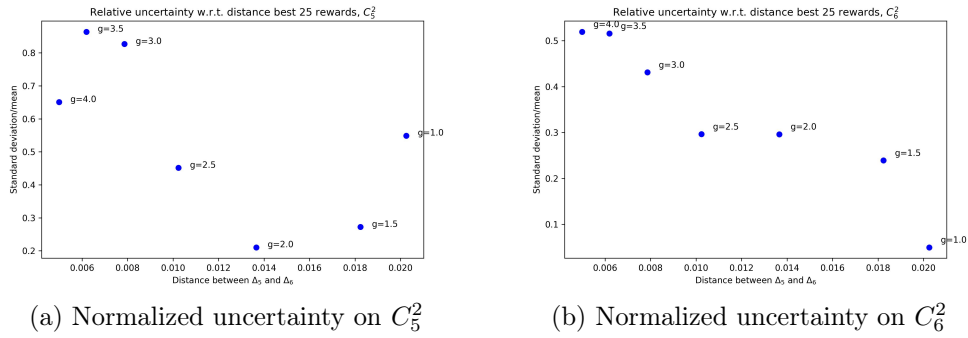 Relative uncertainty w.r.t. distance best 25 rewards, $C_5^2$
Standard deviation/mean
0.8
0.7
0.6
0.5
0.4
0.3
0.2
g=3.5
g=3.0
g=4.0
g=1.0
g=2.5
g=1.5
g=2.0
0.006 0.008 0.010 0.012 0.014 0.016 0.018 0.020
Distance between $\Delta_5$ and $\Delta_6$
(a) Normalized uncertainty on $C_5^2$
Relative uncertainty w.r.t. distance best 25 rewards, $C_6^2$
Standard deviation/mean
0.5
0.4
0.3
0.2
0.1
g=4.0
g=3.5
g=3.0
g=2.5
g=2.0
g=1.5
g=1.0
0.006 0.008 0.010 0.012 0.014 0.016 0.018 0.020
Distance between $\Delta_5$ and $\Delta_6$
(b) Normalized uncertainty on $C_6^2$